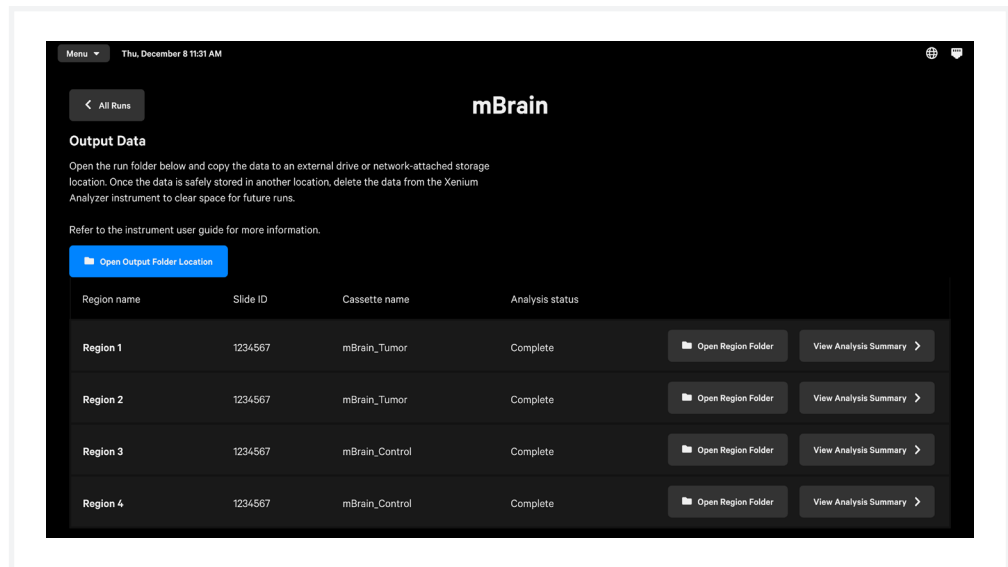 Menu Thu, December 8 11:31 AM
All Runs
mBrain
Output Data
Open the run folder below and copy the data to an external drive or network-attached storage
location. Once the data is safely stored in another location, delete the data from the Xenium
Analyzer instrument to clear space for future runs.
Refer to the instrument user guide for more information.
Open Output Folder Location
Region name Slide ID Cassette name Analysis status
Region 1 1234567 mBrain_Tumor Complete Open Region Folder View Analysis Summary
Region 2 1234567 mBrain_Tumor Complete Open Region Folder View Analysis Summary
Region 3 1234567 mBrain_Control Complete Open Region Folder View Analysis Summary
Region 4 1234567 mBrain_Control Complete Open Region Folder View Analysis Summary